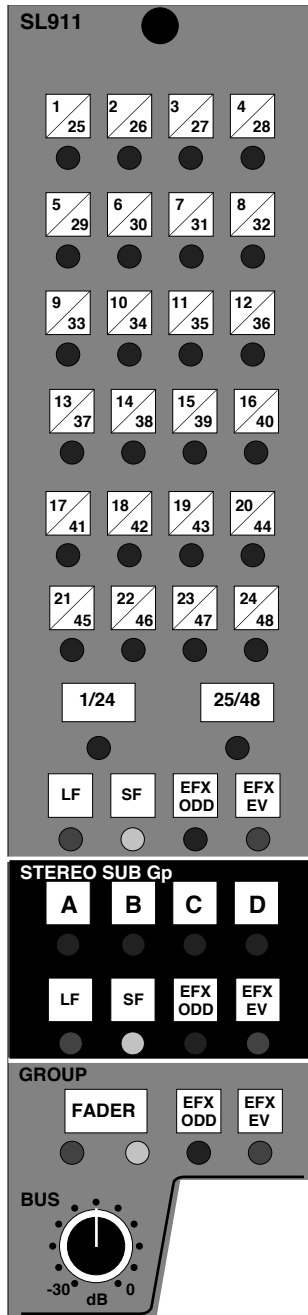 SL911
1 2 3 4
25 26 27 28
5 6 7 8
29 30 31 32
9 10 11 12
33 34 35 36
13 14 15 16
37 38 39 40
17 18 19 20
41 42 43 44
21 22 23 24
45 46 47 48
1/24 25/48
LF SF EFX ODD EFX EV
STEREO SUB Gp
A B C D
LF SF EFX ODD EFX EV
GROUP
FADER EFX ODD EFX EV
BUS
-30 0
dB